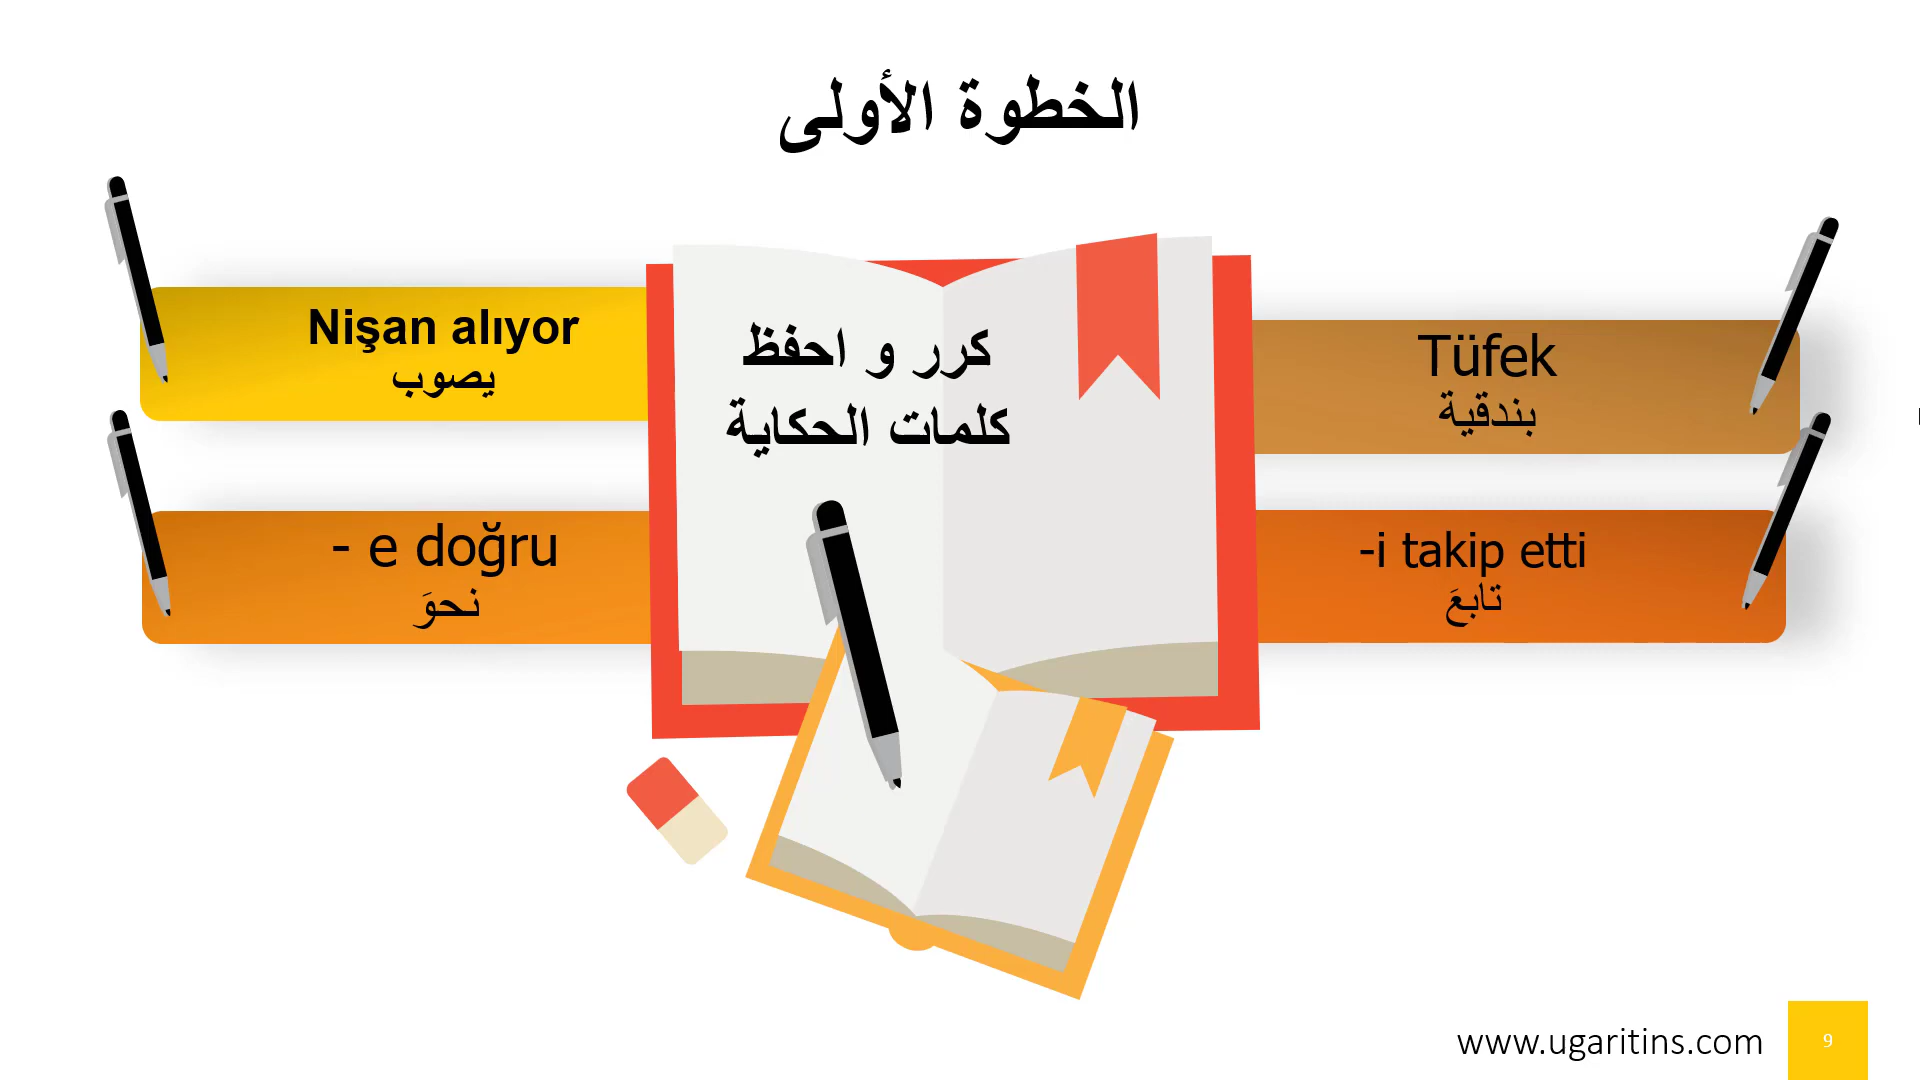 الخطوة الأولى
Nişan alıyor
يصوب
- e doğru
نحوَ
كرر و احفظ
كلمات الحكاية
Tüfek
بندقية
-i takip etti
تابعَ
www.ugaritins.com
9